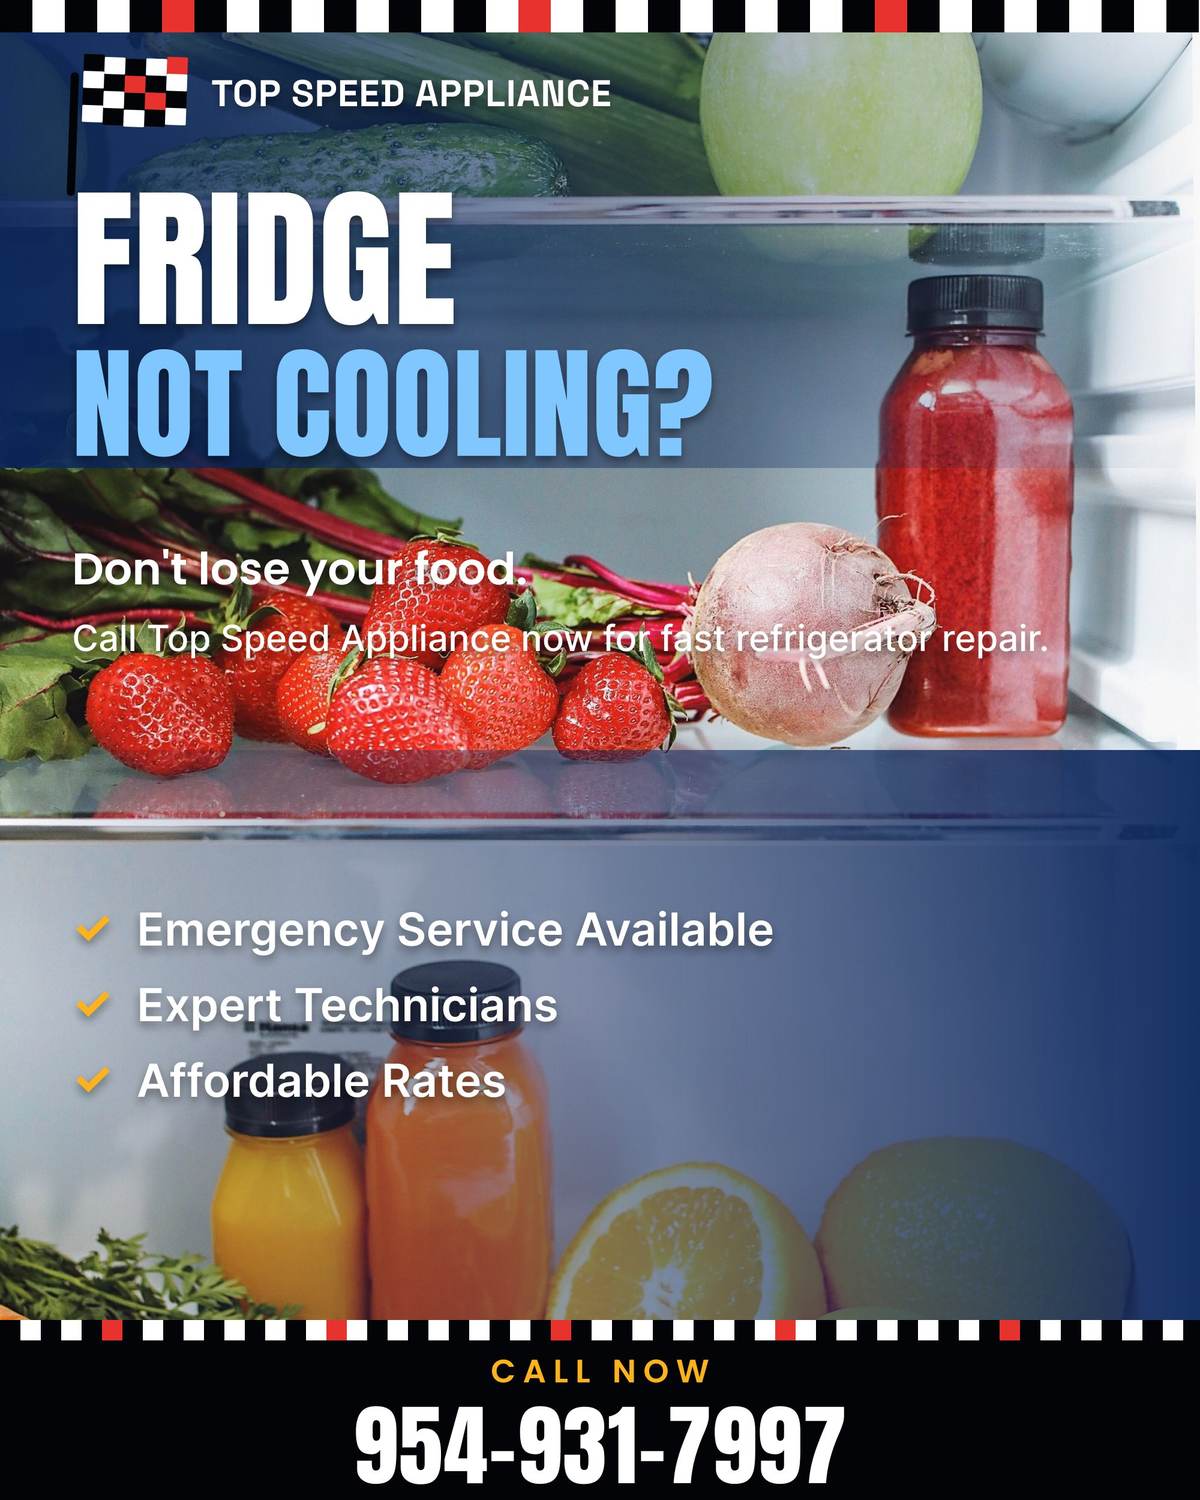 TOP SPEED APPLIANCE
FRIDGE
NOT COOLING?
Don't lose your food.
Call Top Speed Appliance now for fast refrigerator repair.
Emergency Service Available
Expert Technicians
Affordable Rates
CALL NOW
954-931-7997